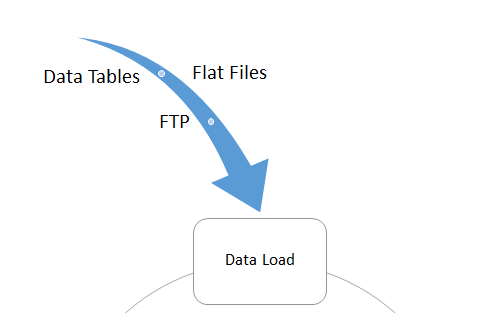 Data Tables
Flat Files
FTP
Data Load